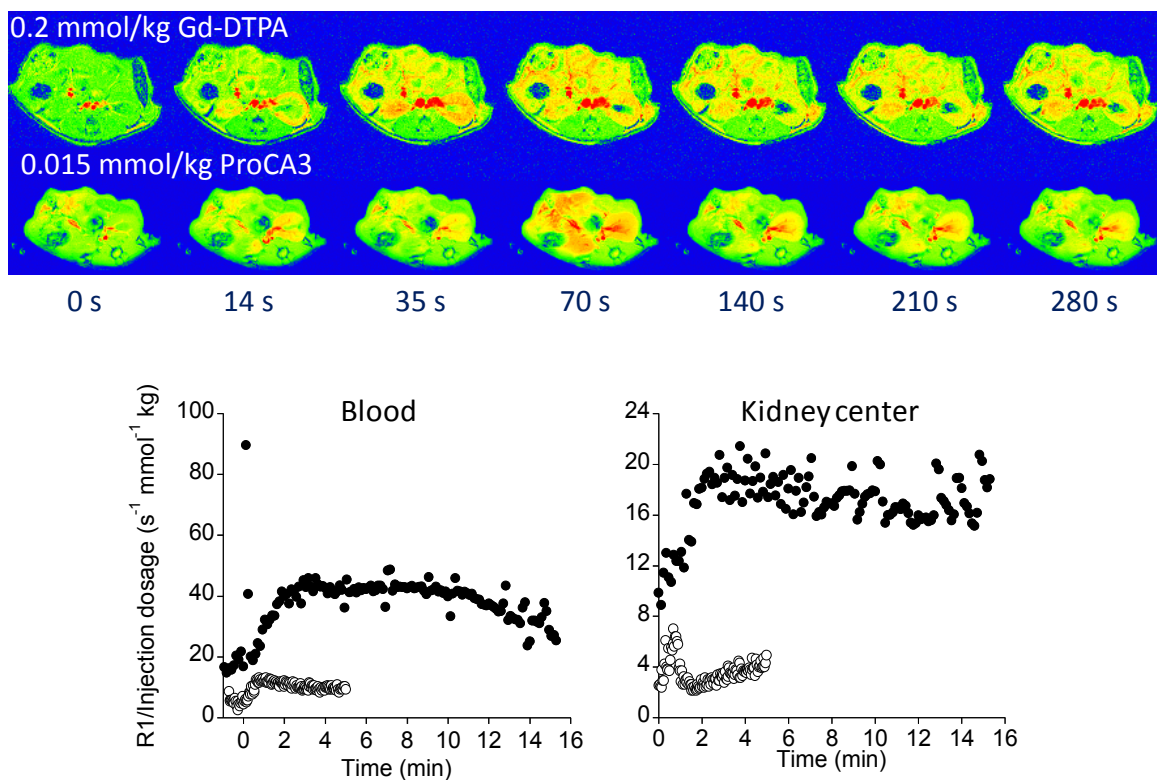 0.2 mmol/kg Gd-DTPA
0.015 mmol/kg ProCA3
0 s 14 s 35 s 70 s 140 s 210 s 280 s
R1/Injection dosage (s⁻¹ mmol⁻¹ kg)
Blood
100
80
60
40
20
0
0 2 4 6 8 10 12 14 16
Time (min)
Kidney center
24
20
16
12
8
4
0
0 2 4 6 8 10 12 14 16
Time (min)